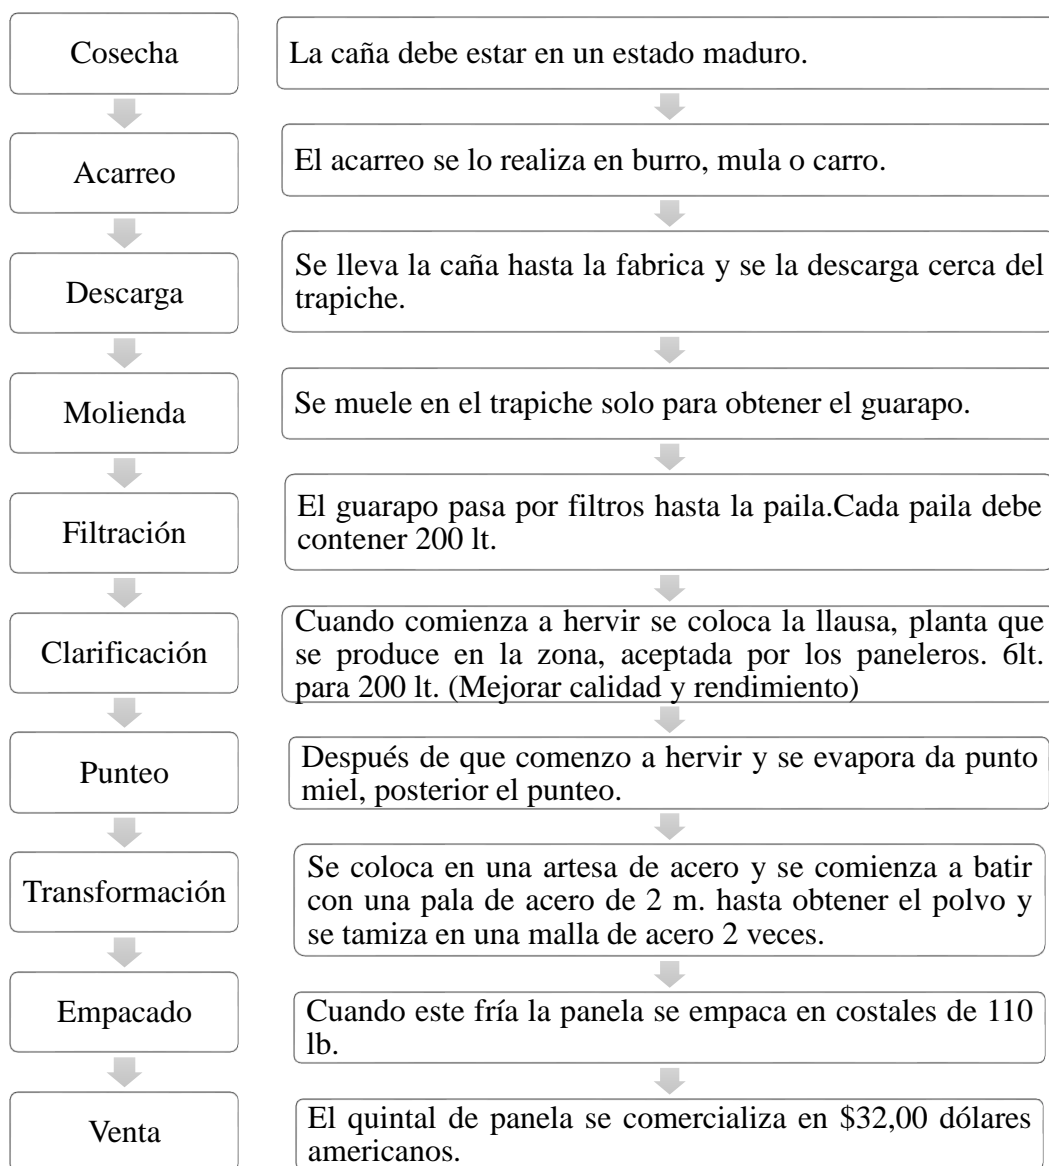 Cosecha
La caña debe estar en un estado maduro.
Acarreo
El acarreo se lo realiza en burro, mula o carro.
Descarga
Se lleva la caña hasta la fabrica y se la descarga cerca del
trapiche.
Molienda
Se muele en el trapiche solo para obtener el guarapo.
Filtración
El guarapo pasa por filtros hasta la paila.Cada paila debe
contener 200 lt.
Clarificación
Cuando comienza a hervir se coloca la llausa, planta que
se produce en la zona, aceptada por los paneleros. 6lt.
para 200 lt. (Mejorar calidad y rendimiento)
Punteo
Después de que comenzo a hervir y se evapora da punto
miel, posterior el punteo.
Transformación
Se coloca en una artesa de acero y se comienza a batir
con una pala de acero de 2 m. hasta obtener el polvo y
se tamiza en una malla de acero 2 veces.
Empacado
Cuando este fría la panela se empaca en costales de 110
lb.
Venta
El quintal de panela se comercializa en $32,00 dólares
americanos.